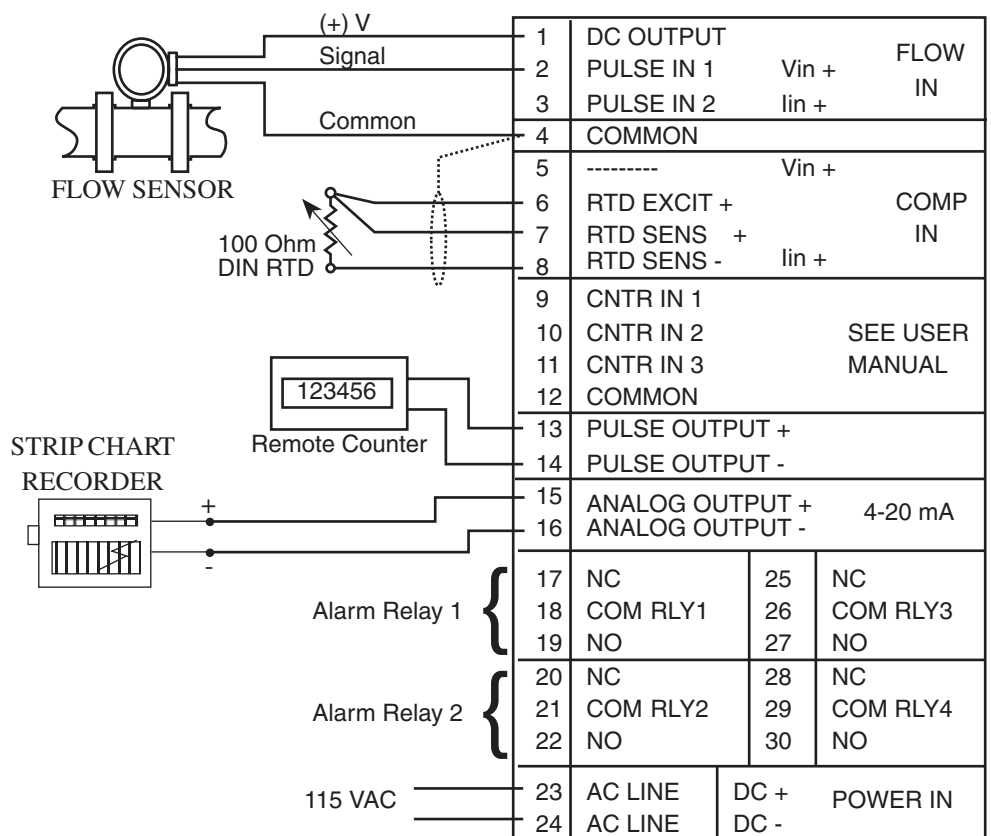 (+) V
Signal
Common
FLOW SENSOR
100 Ohm
DIN RTD
123456
Remote Counter
STRIP CHART
RECORDER
+
-
Alarm Relay 1
Alarm Relay 2
115 VAC
1 DC OUTPUT
2 PULSE IN 1 Vin +
3 PULSE IN 2 Iin +
FLOW
IN
4 COMMON
5 --------- Vin +
6 RTD EXCIT +
7 RTD SENS +
8 RTD SENS - Iin +
COMP
IN
9 CNTR IN 1
10 CNTR IN 2
11 CNTR IN 3
12 COMMON
SEE USER
MANUAL
13 PULSE OUTPUT +
14 PULSE OUTPUT -
15 ANALOG OUTPUT +
16 ANALOG OUTPUT -
4-20 mA
17 NC 25 NC
18 COM RLY1 26 COM RLY3
19 NO 27 NO
20 NC 28 NC
21 COM RLY2 29 COM RLY4
22 NO 30 NO
23 AC LINE DC +
24 AC LINE DC -
POWER IN